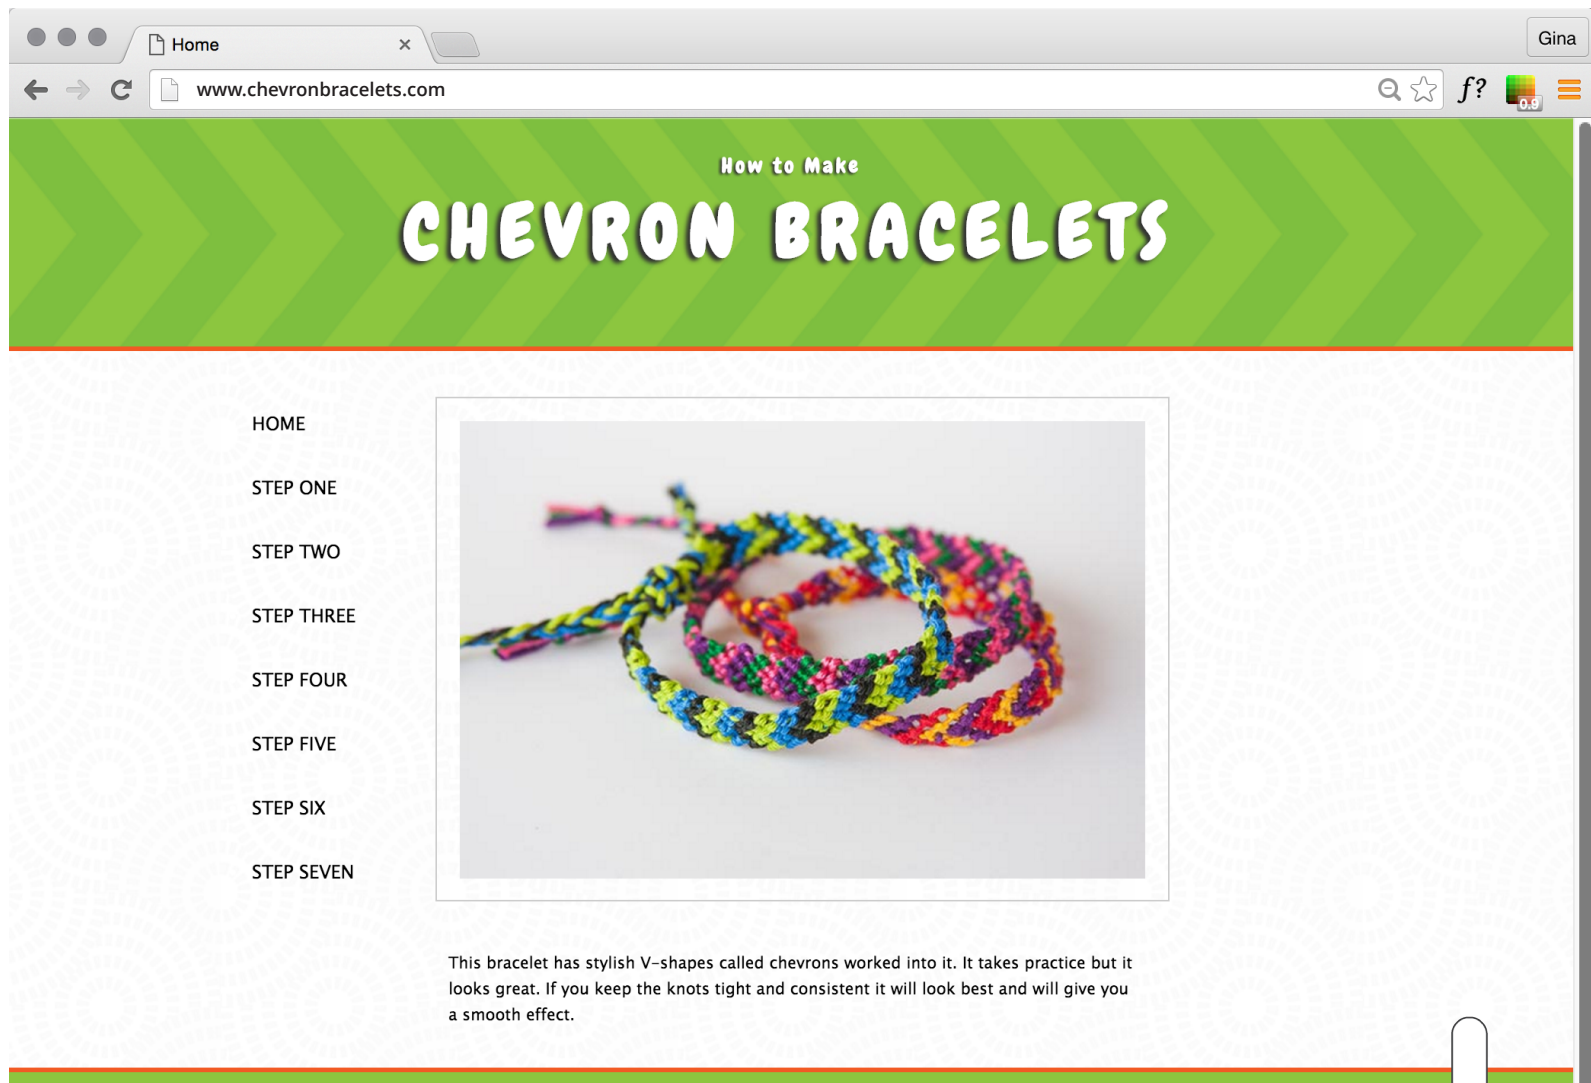 Home
Gina
www.chevronbracelets.com
f?
0.9
How to Make
CHEVRON BRACELETS
HOME
STEP ONE
STEP TWO
STEP THREE
STEP FOUR
STEP FIVE
STEP SIX
STEP SEVEN
This bracelet has stylish V-shapes called chevrons worked into it. It takes practice but it
looks great. If you keep the knots tight and consistent it will look best and will give you
a smooth effect.